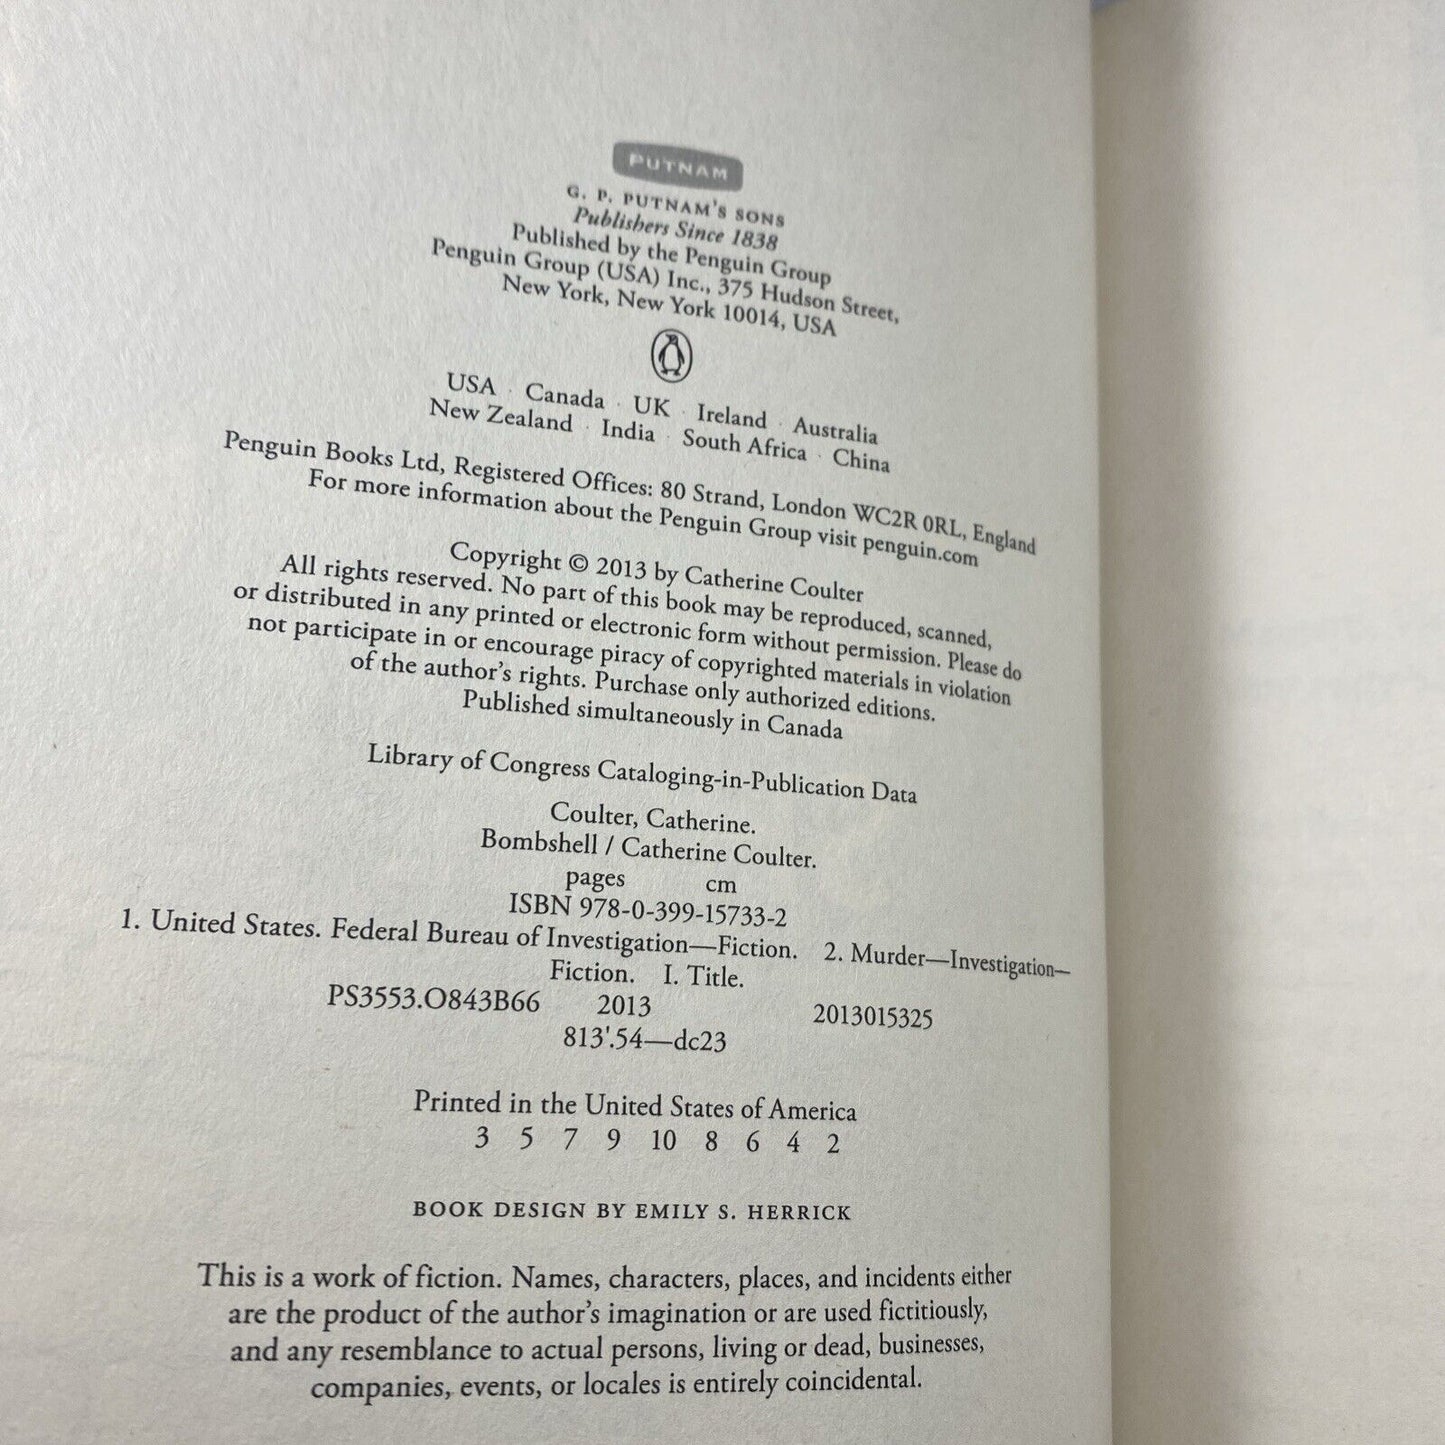 PUTNAM
G. P. PUTNAM'S SONS
Publishers Since 1838
Published by the Penguin Group
Penguin Group (USA) Inc., 375 Hudson Street,
New York, New York 10014, USA
USA · Canada · UK · Ireland · Australia
New Zealand · India · South Africa · China
Penguin Books Ltd, Registered Offices: 80 Strand, London WC2R 0RL, England
For more information about the Penguin Group visit penguin.com
Copyright © 2013 by Catherine Coulter
All rights reserved. No part of this book may be reproduced, scanned,
or distributed in any printed or electronic form without permission. Please do
not participate in or encourage piracy of copyrighted materials in violation
of the author's rights. Purchase only authorized editions.
Published simultaneously in Canada
Library of Congress Cataloging-in-Publication Data
Coulter, Catherine.
Bombshell / Catherine Coulter.
pages cm
ISBN 978-0-399-15733-2
1. United States. Federal Bureau of Investigation—Fiction. 2. Murder—Investigation—
Fiction. I. Title.
PS3553.O843B66 2013 2013015325
813'.54—dc23
Printed in the United States of America
3 5 7 9 10 8 6 4 2
BOOK DESIGN BY EMILY S. HERRICK
This is a work of fiction. Names, characters, places, and incidents either
are the product of the author's imagination or are used fictitiously,
and any resemblance to actual persons, living or dead, businesses,
companies, events, or locales is entirely coincidental.